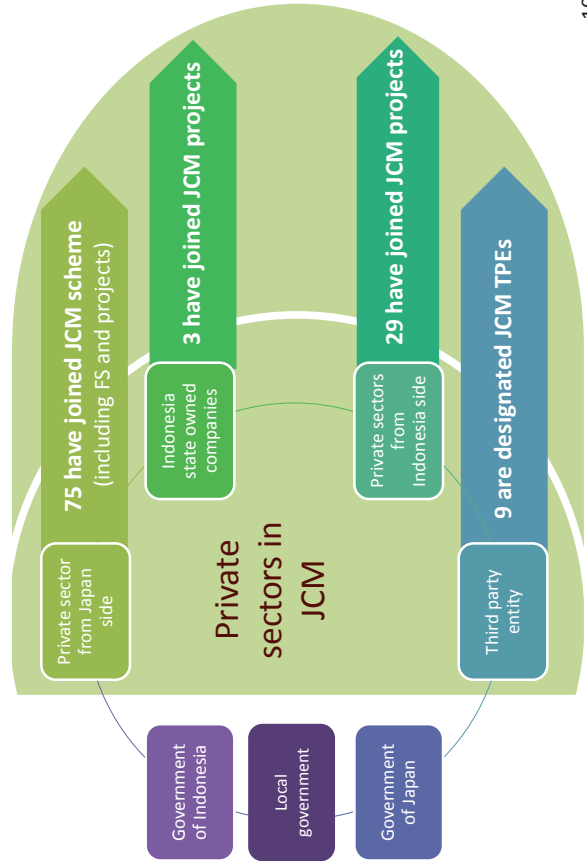 Private
sectors in
JCM
Government
of Indonesia
Local
government
Government
of Japan
Private sector
from Japan
side
75 have joined JCM scheme
(including FS and projects)
Indonesia
state owned
companies
3 have joined JCM projects
Private sectors
from
Indonesia side
29 have joined JCM projects
Third party
entity
9 are designated JCM TPEs